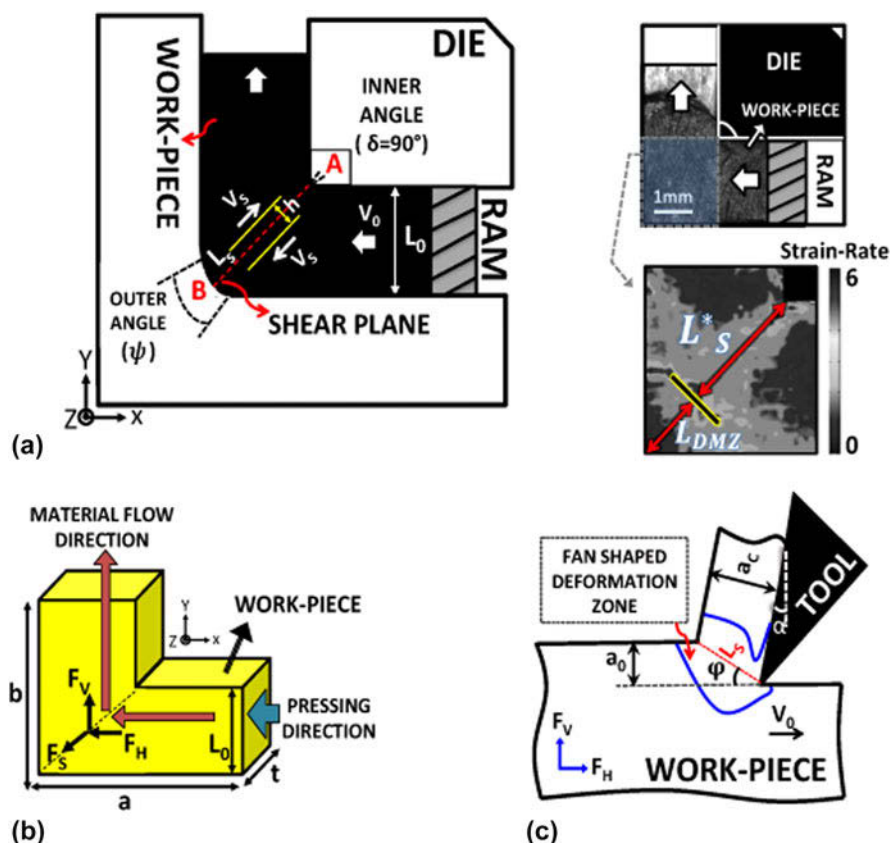 DIE
WORK-PIECE
INNER
ANGLE
( δ=90°)
A
Vs
h
Ls
Vs
V0
L0
RAM
B
OUTER
ANGLE
(ψ)
SHEAR PLANE
Y
Z
X
(a)
DIE
WORK-PIECE
RAM
1mm
Strain-Rate
6
L*S
LDMZ
0
MATERIAL FLOW
DIRECTION
Y
Z
X
WORK-PIECE
b
FV
FH
FS
L0
PRESSING
DIRECTION
t
a
(b)
FAN SHAPED
DEFORMATION
ZONE
ac
α
TOOL
a0
Ls
φ
V0
FV
FH
WORK-PIECE
(c)